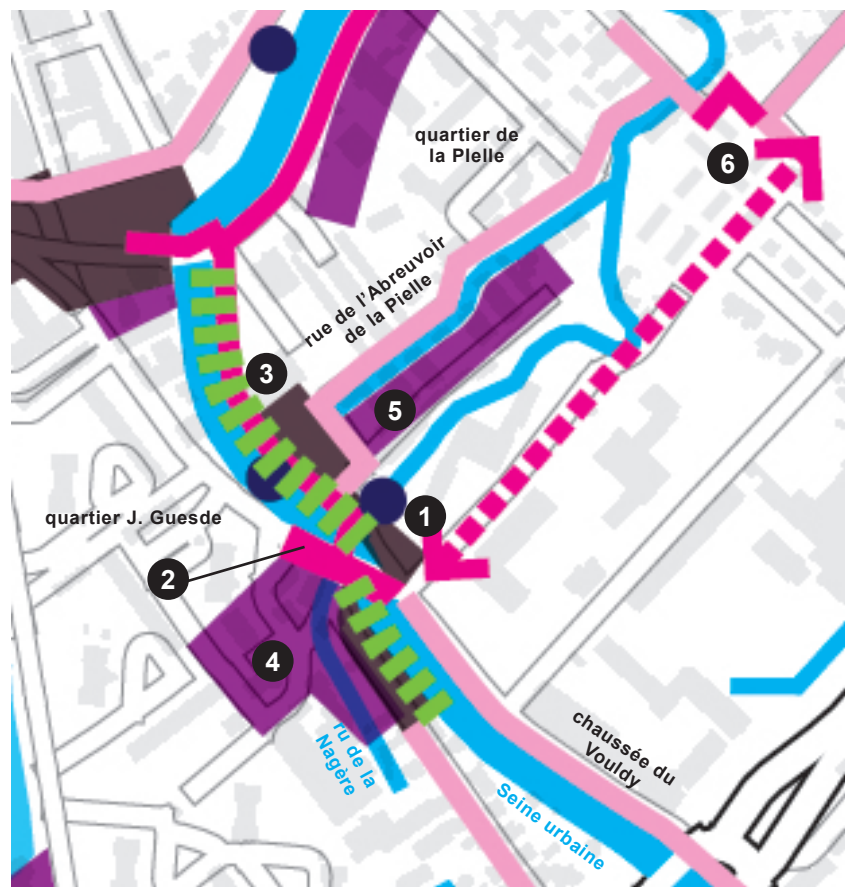 quartier de
la PIelle
6
rue de l'Abreuvoir
de la Pielle
3
5
1
quartier J. Guesde
2
4
ru de la
Nagère
chaussée du
Vouldy
Seine urbaine